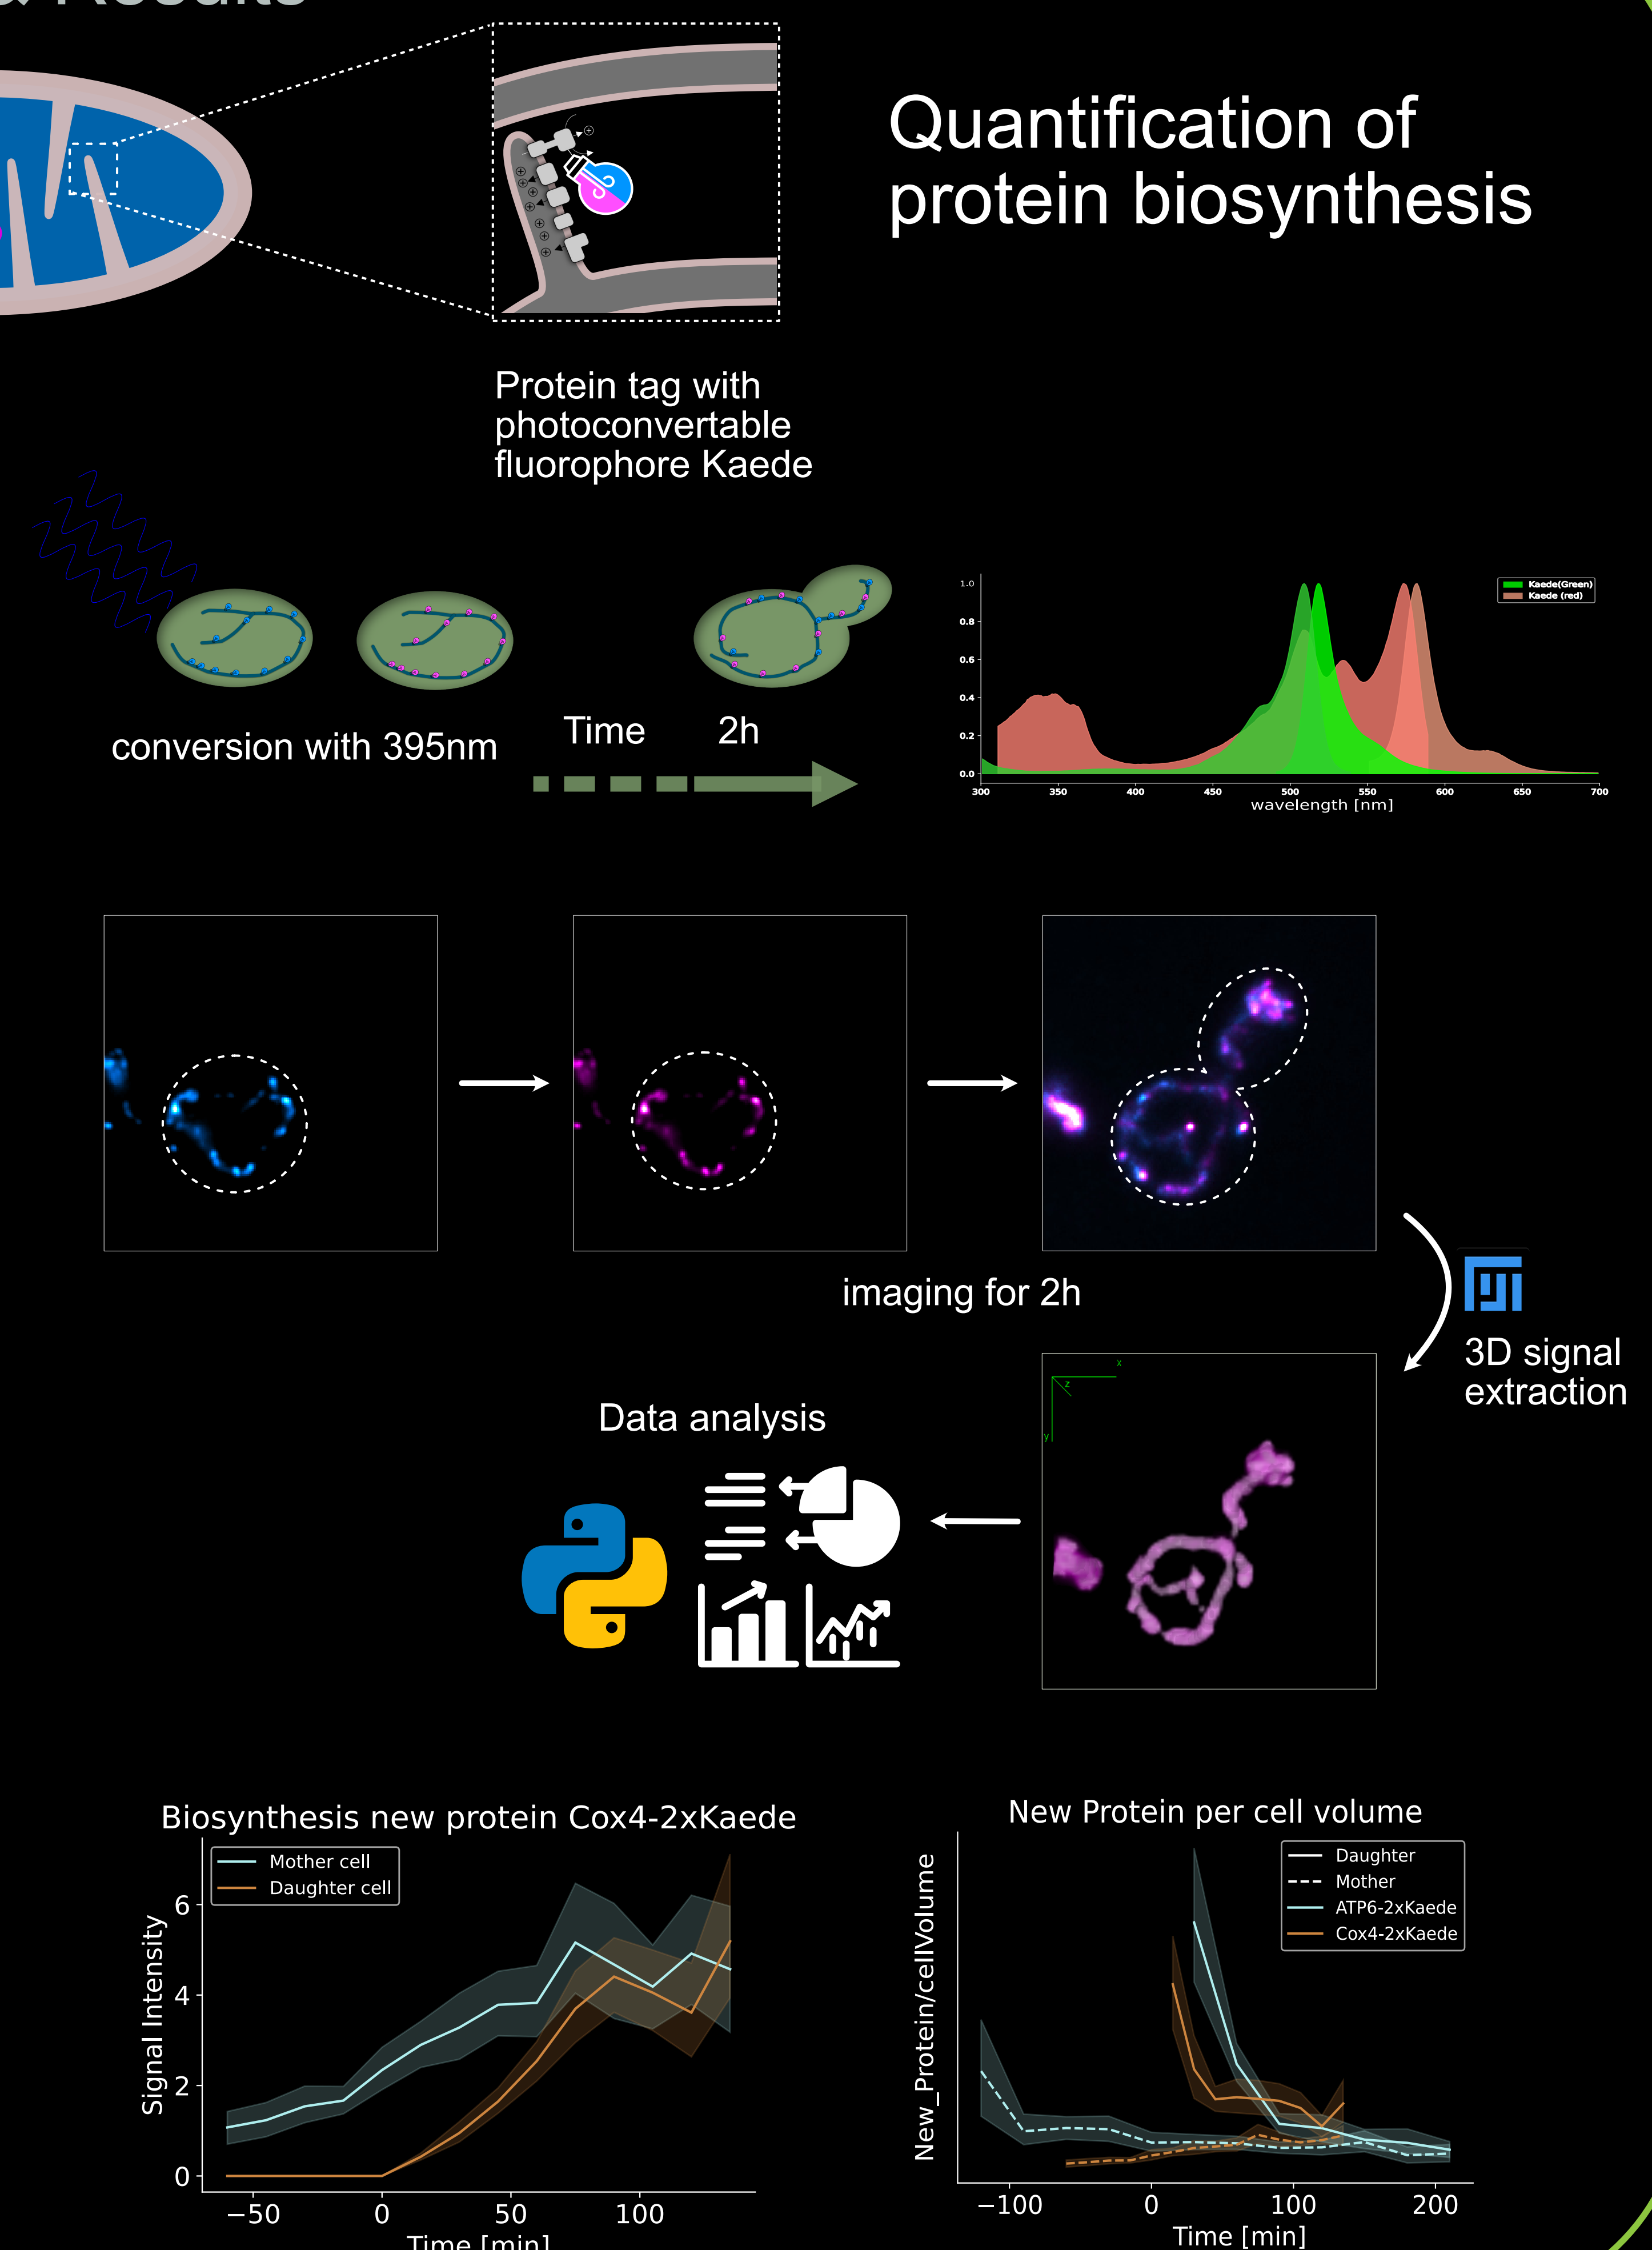 & Results
Quantification of
protein biosynthesis
Protein tag with
photoconvertable
fluorophore Kaede
conversion with 395nm
Time 2h
1.0
0.8
0.6
0.4
0.2
0.0
Kaede(Green)
Kaede (red)
300 350 400 450 500 550 600 650 700
wavelength [nm]
imaging for 2h
3D signal
extraction
x
z
y
Data analysis
Biosynthesis new protein Cox4-2xKaede
Mother cell
Daughter cell
Signal Intensity
6
4
2
0
−50 0 50 100
Time [min]
New Protein per cell volume
Daughter
Mother
ATP6-2xKaede
Cox4-2xKaede
New_Protein/cellVolume
−100 0 100 200
Time [min]